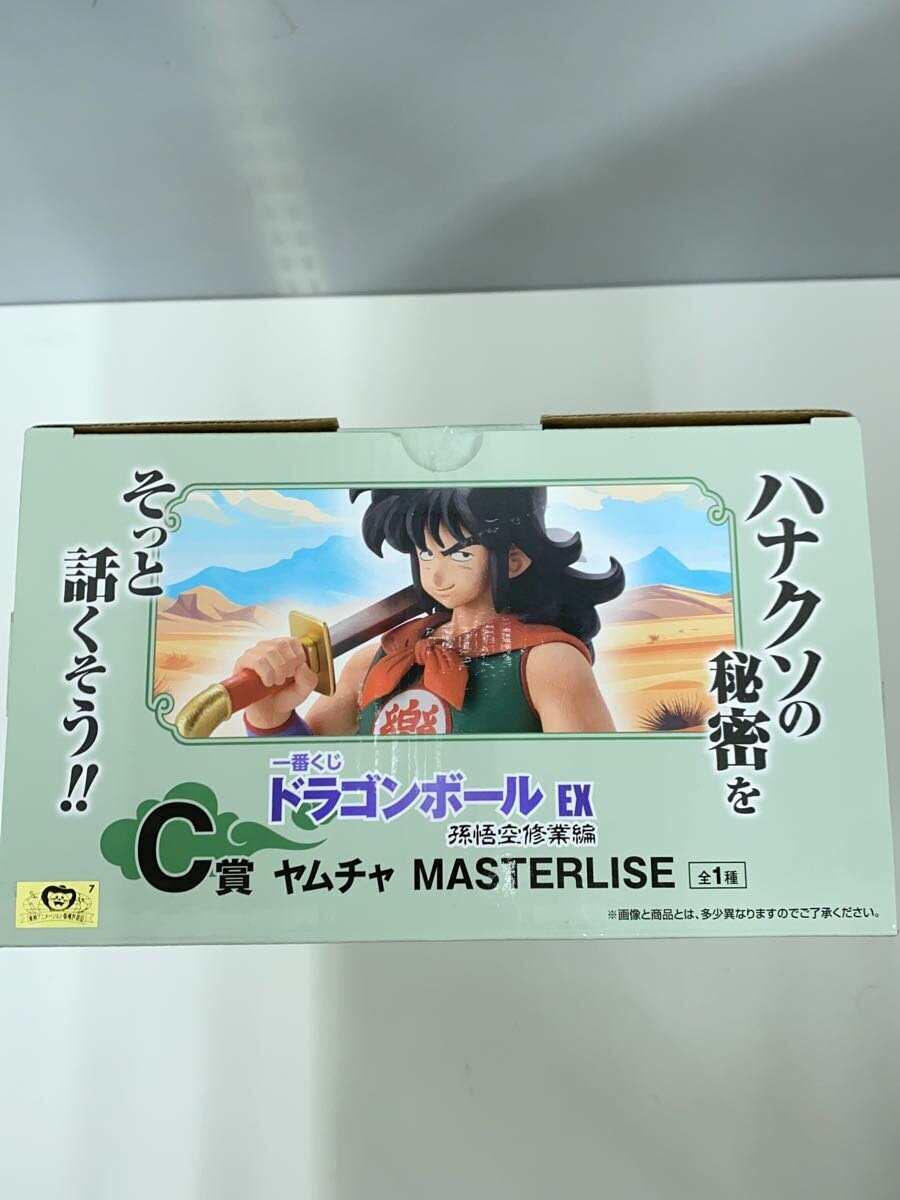 ハナクソの
秘密を
そっと
話くそう!!
樂
一番くじ
ドラゴンボール EX
孫悟空修業編
C賞 ヤムチャ MASTERLISE 全1種
※画像と商品とは、多少異なりますのでご了承ください。
7